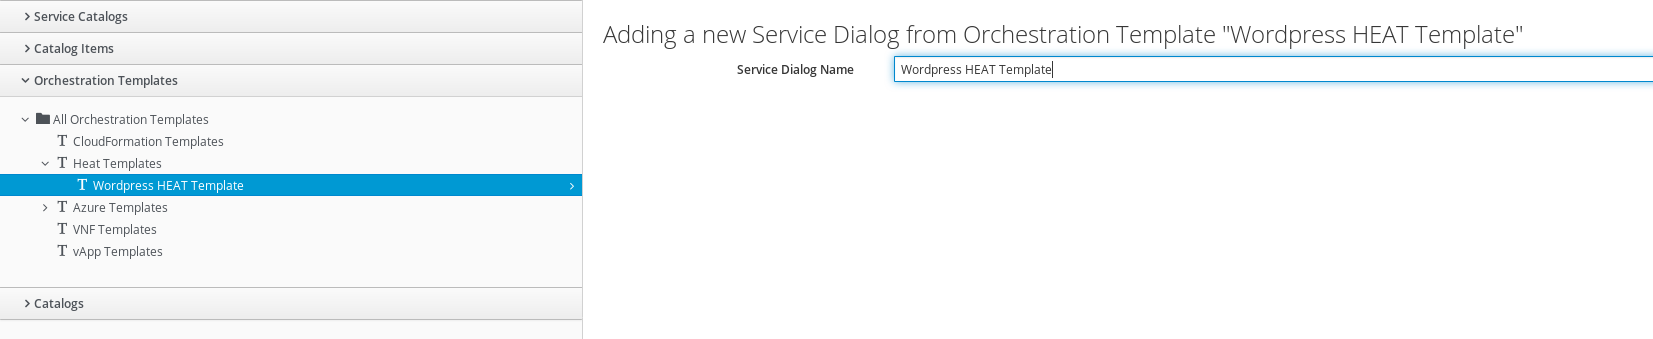 Service Catalogs
Catalog Items
Orchestration Templates
All Orchestration Templates
CloudFormation Templates
Heat Templates
Wordpress HEAT Template
Azure Templates
VNF Templates
vApp Templates
Catalogs
Adding a new Service Dialog from Orchestration Template "Wordpress HEAT Template"
Service Dialog Name Wordpress HEAT Template